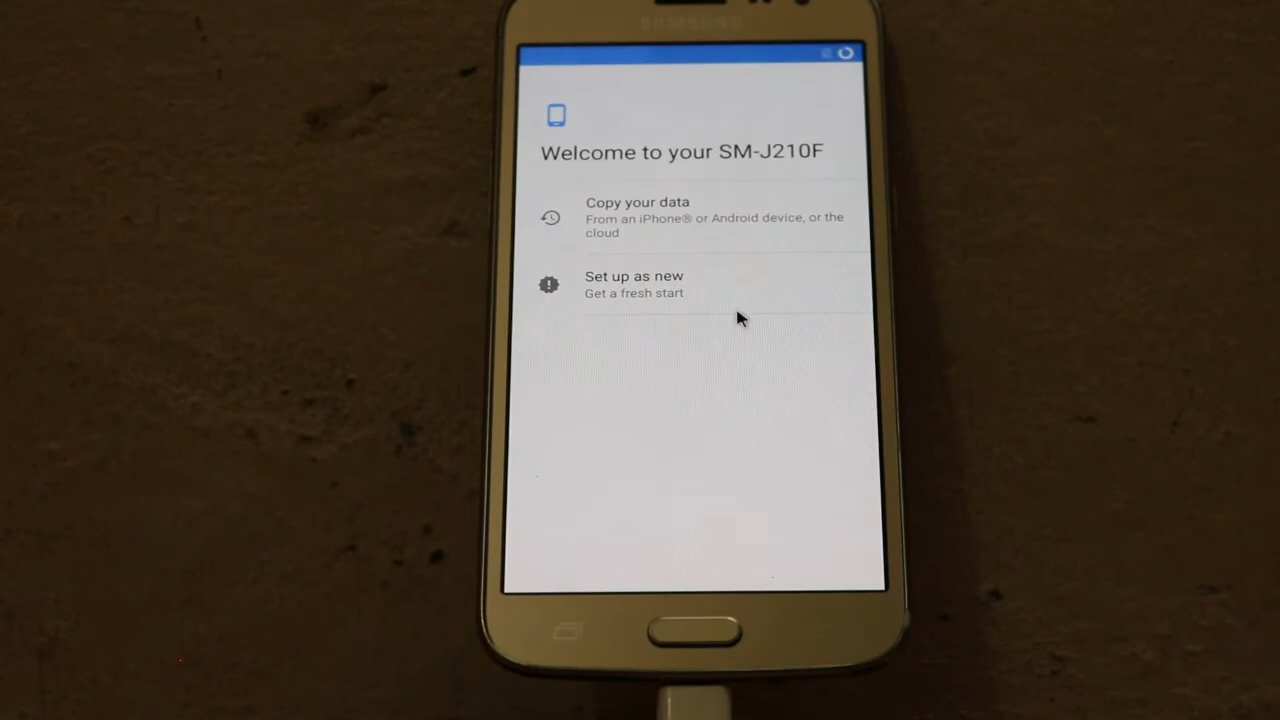 SAMSUNG
Welcome to your SM-J210F
Copy your data
From an iPhone® or Android device, or the
cloud
Set up as new
Get a fresh start